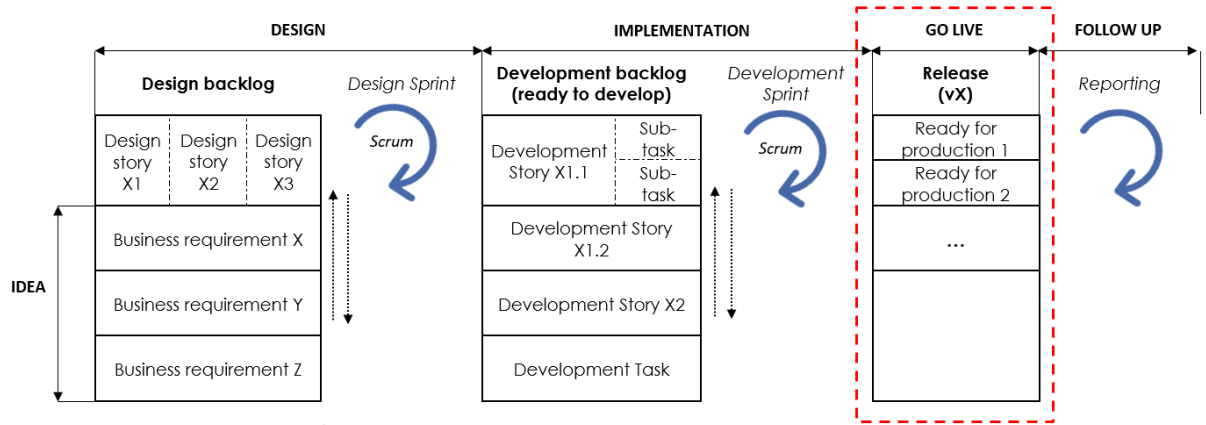 DESIGN
IMPLEMENTATION
GO LIVE
FOLLOW UP
Design backlog
Design Sprint
Development backlog
(ready to develop)
Development
Sprint
Release
(vX)
Reporting
Design
story
X1
Design
story
X2
Design
story
X3
Scrum
Development
Story X1.1
Sub-
task
Sub-
task
Scrum
Ready for
production 1
Ready for
production 2
IDEA
Business requirement X
Business requirement Y
Business requirement Z
Development Story
X1.2
Development Story X2
Development Task
...